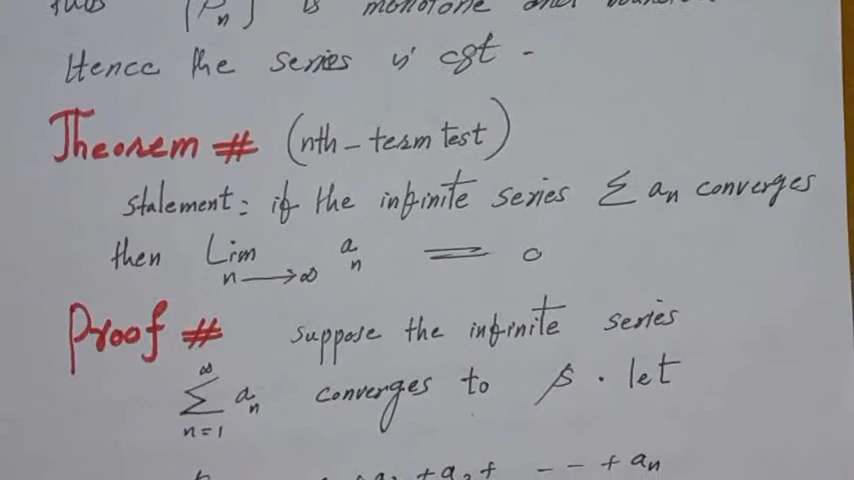 {βn} is monotone and
Hence the series is cgt -
Theorem # (nth - term test)
statement: if the infinite series Σ an converges
then Lim n→∞ an = 0
Proof # suppose the infinite series
∞ Σ n=1 an converges to β . let
+ a2 + -- + an